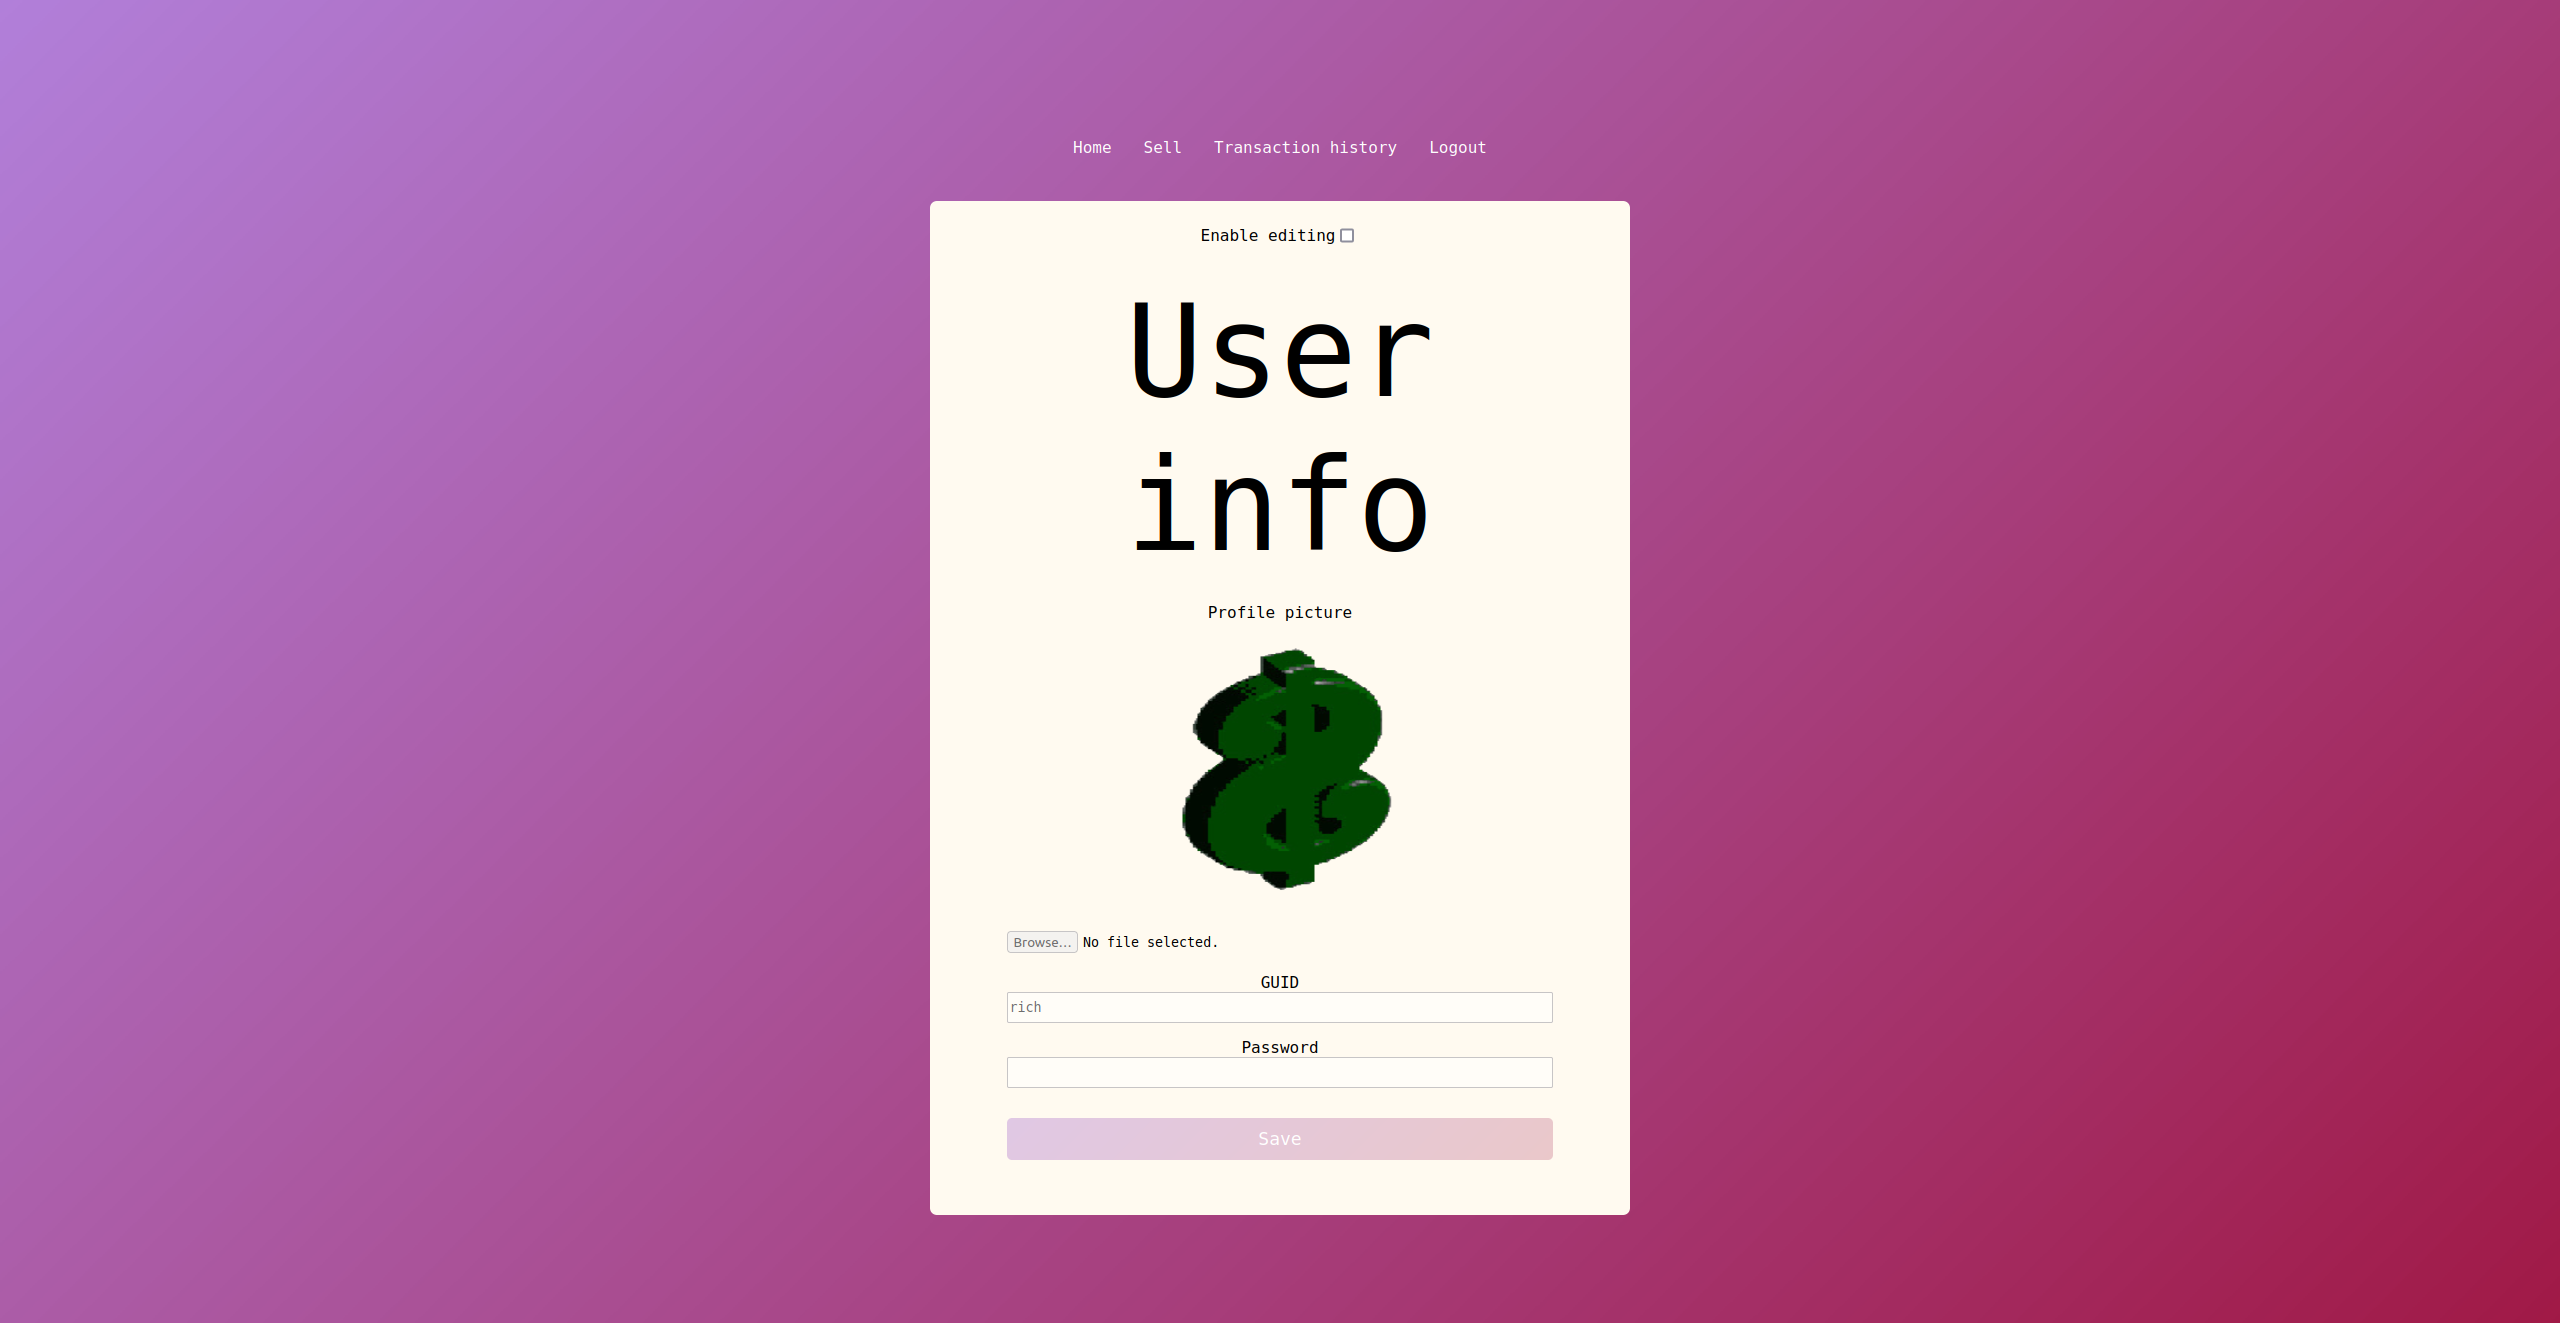 Home Sell Transaction history Logout
Enable editing
User
info
Profile picture
Browse... No file selected.
GUID
rich
Password
Save